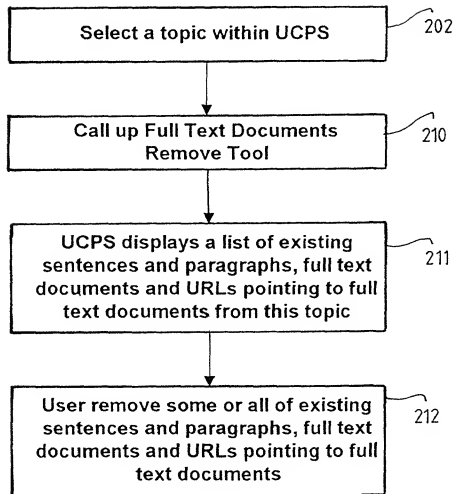 Select a topic within UCPS
202
Call up Full Text Documents
Remove Tool
210
UCPS displays a list of existing
sentences and paragraphs, full text
documents and URLs pointing to full
text documents from this topic
211
User remove some or all of existing
sentences and paragraphs, full text
documents and URLs pointing to full
text documents
212